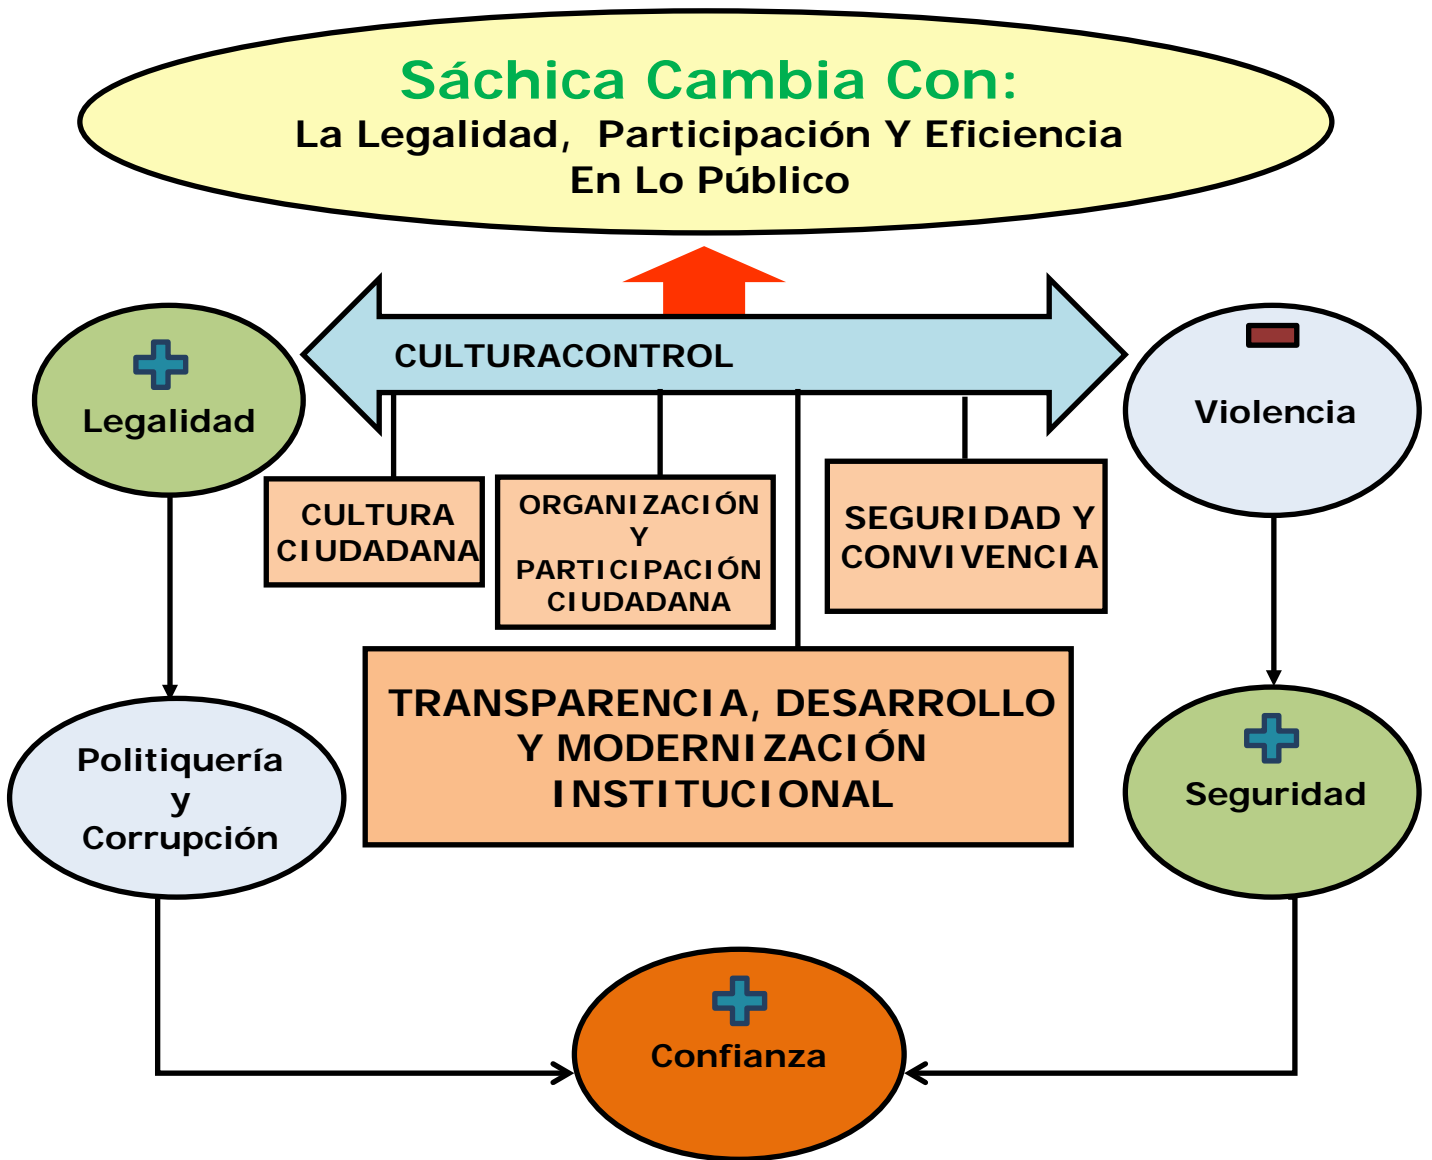 Sáchica Cambia Con:
La Legalidad, Participación Y Eficiencia
En Lo Público
CULTURACONTROL
Legalidad
Violencia
CULTURA
CIUDADANA
ORGANIZACIÓN
Y
PARTICIPACIÓN
CIUDADANA
SEGURIDAD Y
CONVIVENCIA
TRANSPARENCIA, DESARROLLO
Y MODERNIZACIÓN
INSTITUCIONAL
Politiquería
y
Corrupción
Seguridad
Confianza